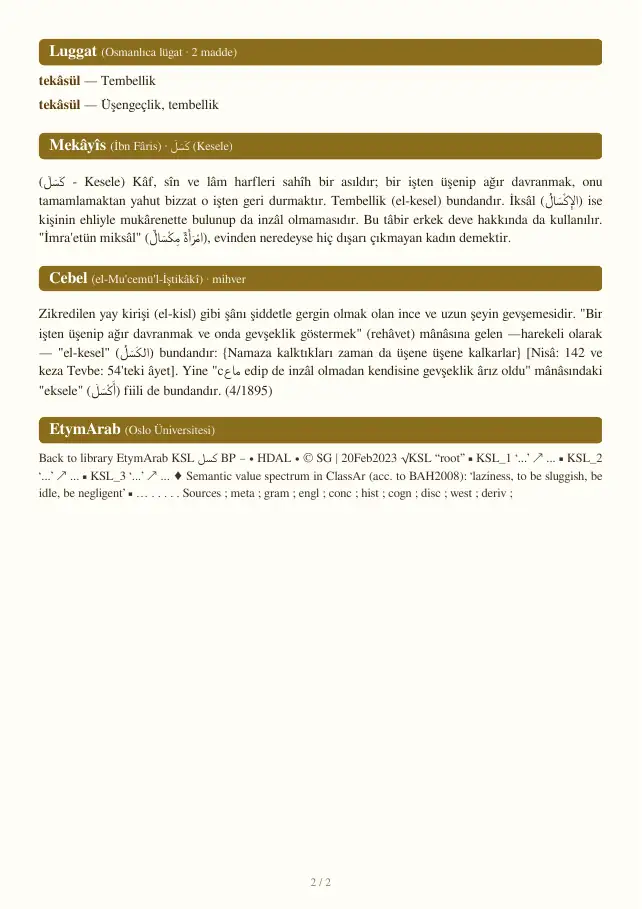 Luggat (Osmanlıca lügat · 2 madde)
tekâsül — Tembellik
tekâsül — Üşengeçlik, tembellik
Mekâyîs (İbn Fâris) · كَسَلَ (Kesele)
(كَسَلَ - Kesele) Kâf, sîn ve lâm harfleri sahîh bir asıldır; bir işten üşenip ağır davranmak, onu
tamamlamaktan yahut bizzat o işten geri durmaktır. Tembellik (el-kesel) bundandır. İksâl (الإِكْسَالُ) ise
kişinin ehliyle mukârenette bulunup da inzâl olmamasıdır. Bu tâbir erkek deve hakkında da kullanılır.
"İmra'etün miksâl" (امْرَأَةٌ مِكْسَالٌ), evinden neredeyse hiç dışarı çıkmayan kadın demektir.
Cebel (el-Mu'cemü'l-İştikâkî) · mihver
Zikredilen yay kirişi (el-kisl) gibi şânı şiddetle gergin olmak olan ince ve uzun şeyin gevşemesidir. "Bir
işten üşenip ağır davranmak ve onda gevşeklik göstermek" (rehâvet) mânâsına gelen —harekeli olarak
— "el-kesel" (الكَسَلُ) bundandır: {Namaza kalktıkları zaman da üşene üşene kalkarlar} [Nisâ: 142 ve
keza Tevbe: 54'teki âyet]. Yine "cماع edip de inzâl olmadan kendisine gevşeklik ârız oldu" mânâsındaki
"eksele" (أَكْسَلَ) fiili de bundandır. (4/1895)
EtymArab (Oslo Üniversitesi)
Back to library EtymArab KSL كسل BP – • HDAL • © SG | 20Feb2023 √KSL “root” ▪ KSL_1 ‘...’ ↗ ... ▪ KSL_2
‘...’ ↗ ... ▪ KSL_3 ‘...’ ↗ ... ♦ Semantic value spectrum in ClassAr (acc. to BAH2008): ‘laziness, to be sluggish, be
idle, be negligent’ ▪ … . . . . . Sources ; meta ; gram ; engl ; conc ; hist ; cogn ; disc ; west ; deriv ;
2 / 2